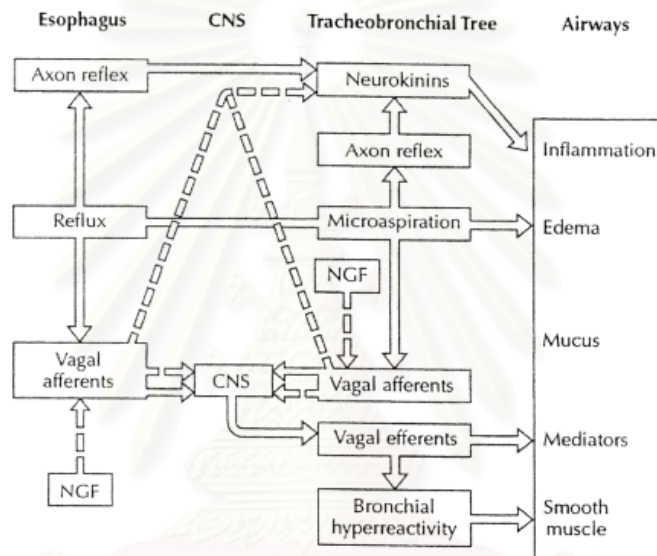 Esophagus CNS Tracheobronchial Tree Airways
Axon reflex
Neurokinins
Axon reflex
Inflammation
Reflux
Microaspiration
Edema
NGF
Mucus
Vagal
afferents
CNS
Vagal afferents
Vagal efferents
Mediators
NGF
Bronchial
hyperreactivity
Smooth
muscle